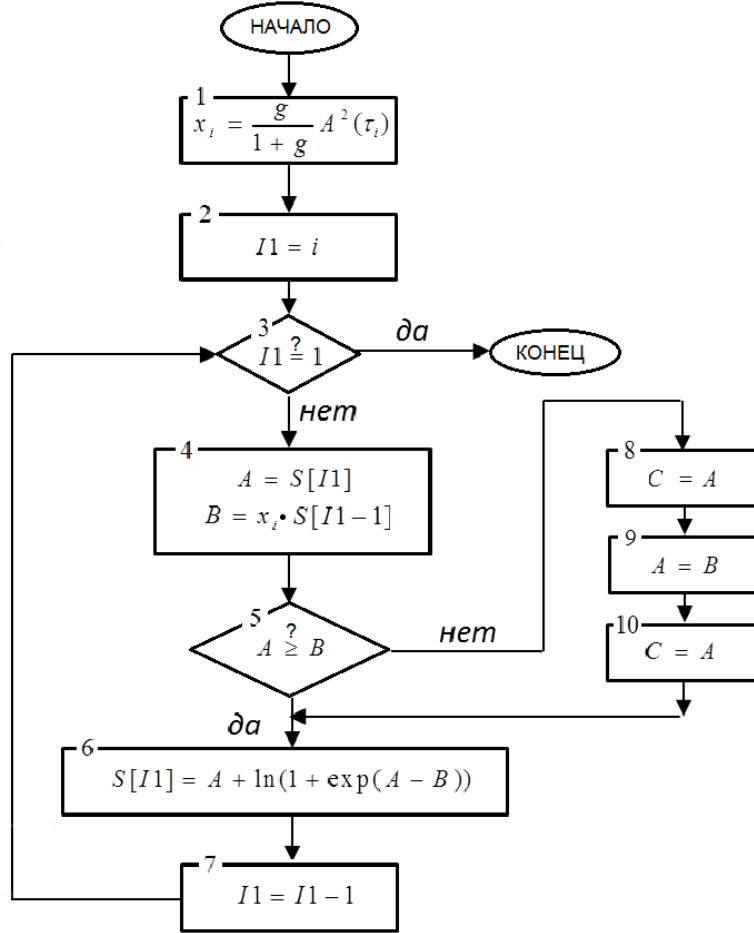 НАЧАЛО
1
x_i = g / (1 + g) A²(τ_i)
2
I1 = i
3
I1 ≟ 1
да
КОНЕЦ
нет
4
A = S[I1]
B = x_i • S[I1−1]
8
C = A
9
A = B
5
?
A ≥ B
нет
10
C = A
да
6
S[I1] = A + ln(1 + exp(A − B))
7
I1 = I1 − 1